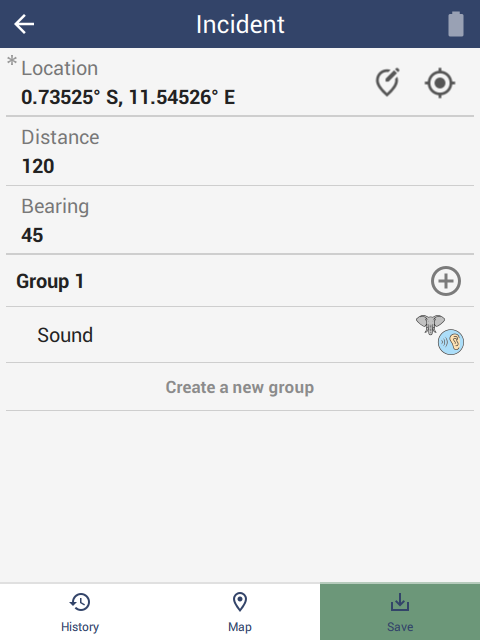 Incident
* Location
0.73525° S, 11.54526° E
Distance
120
Bearing
45
Group 1
Sound
Create a new group
History
Map
Save